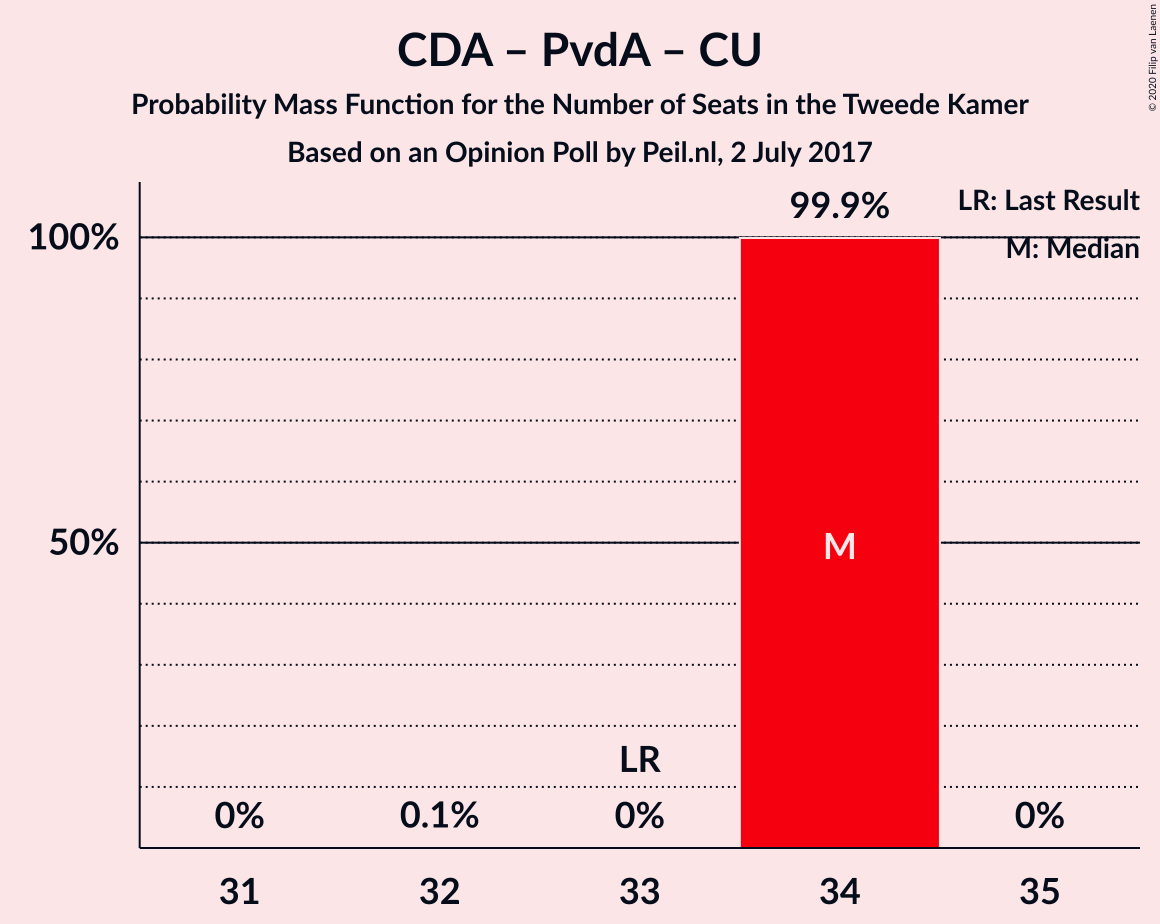 CDA – PvdA – CU
Probability Mass Function for the Number of Seats in the Tweede Kamer
Based on an Opinion Poll by Peil.nl, 2 July 2017
© 2020 Filip van Laenen
LR: Last Result
M: Median
99.9%
100%
50%
M
LR
0%
0.1%
0%
0%
31
32
33
34
35